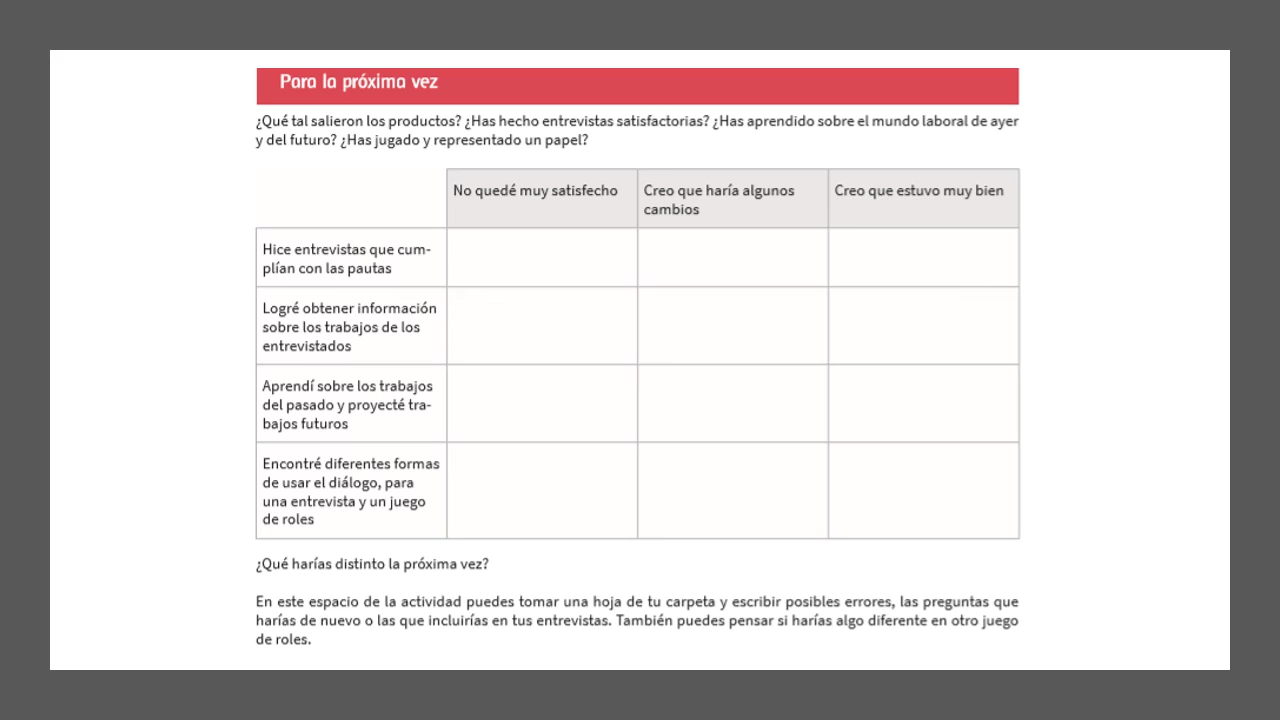 Para la próxima vez
¿Qué tal salieron los productos? ¿Has hecho entrevistas satisfactorias? ¿Has aprendido sobre el mundo laboral de ayer
y del futuro? ¿Has jugado y representado un papel?
No quedé muy satisfecho
Creo que haría algunos
cambios
Creo que estuvo muy bien
Hice entrevistas que cum-
plían con las pautas
Logré obtener información
sobre los trabajos de los
entrevistados
Aprendí sobre los trabajos
del pasado y proyecté tra-
bajos futuros
Encontré diferentes formas
de usar el diálogo, para
una entrevista y un juego
de roles
¿Qué harías distinto la próxima vez?
En este espacio de la actividad puedes tomar una hoja de tu carpeta y escribir posibles errores, las preguntas que
harías de nuevo o las que incluirías en tus entrevistas. También puedes pensar si harías algo diferente en otro juego
de roles.